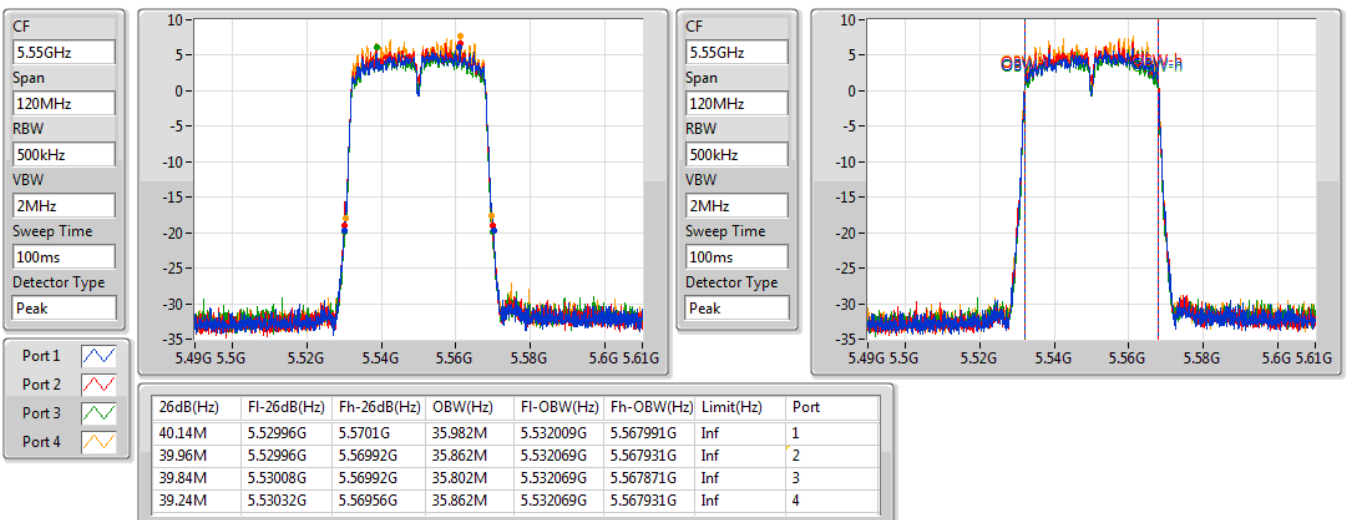 CF
5.55GHz
Span
120MHz
RBW
500kHz
VBW
2MHz
Sweep Time
100ms
Detector Type
Peak
10
5
0
-5
-10
-15
-20
-25
-30
-35
5.49G 5.5G 5.52G 5.54G 5.56G 5.58G 5.6G 5.61G
CF
5.55GHz
Span
120MHz
RBW
500kHz
VBW
2MHz
Sweep Time
100ms
Detector Type
Peak
10
5
0
-5
-10
-15
-20
-25
-30
-35
5.49G 5.5G 5.52G 5.54G 5.56G 5.58G 5.6G 5.61G
Port 1
Port 2
Port 3
Port 4
26dB(Hz) Fl-26dB(Hz) Fh-26dB(Hz) OBW(Hz) Fl-OBW(Hz) Fh-OBW(Hz) Limit(Hz) Port
40.14M 5.52996G 5.5701G 35.982M 5.532009G 5.567991G Inf 1
39.96M 5.52996G 5.56992G 35.862M 5.532069G 5.567931G Inf 2
39.84M 5.53008G 5.56992G 35.802M 5.532069G 5.567871G Inf 3
39.24M 5.53032G 5.56956G 35.862M 5.532069G 5.567931G Inf 4